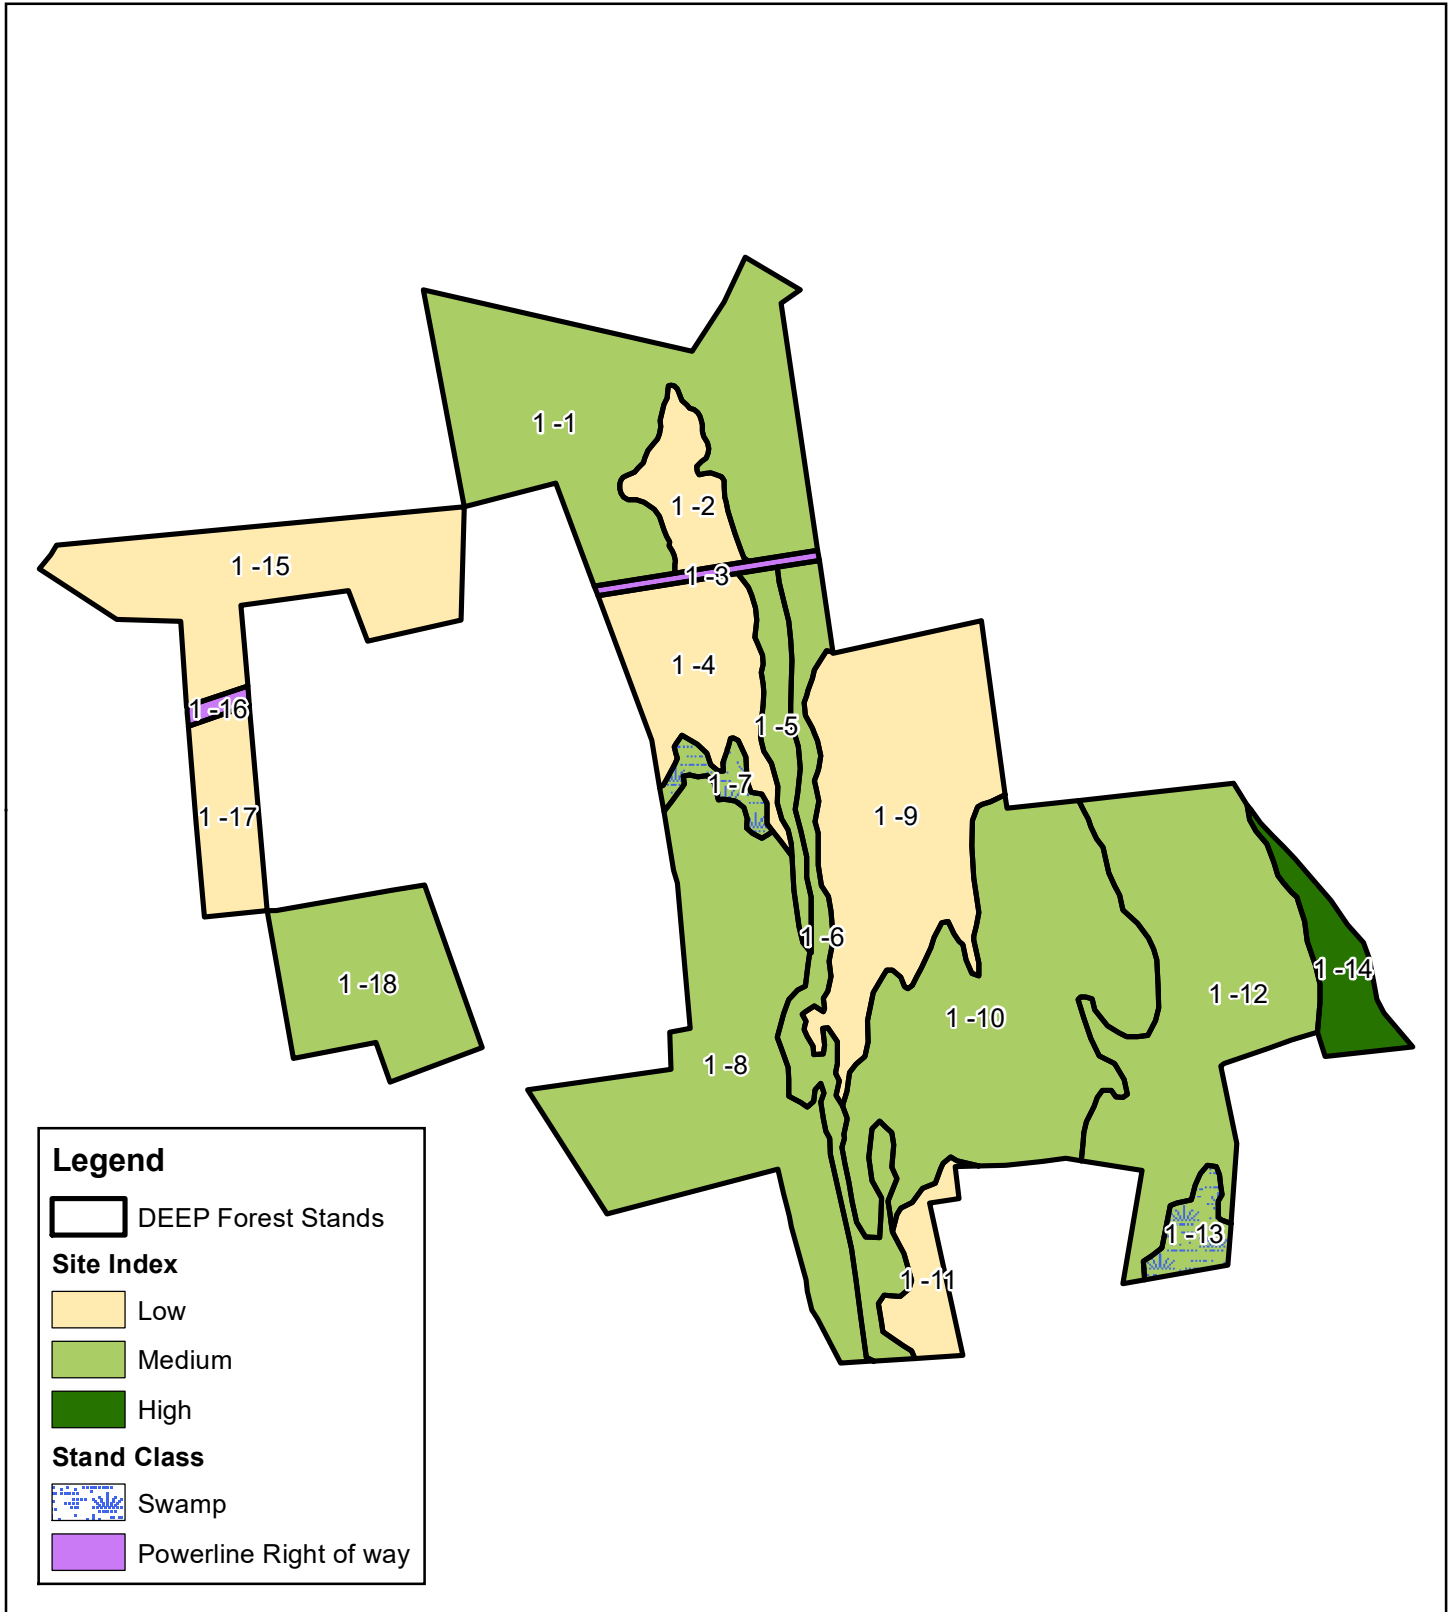 1 -1
1 -2
1 -15
1 -3
1 -4
1 -16
1 -5
1 -7
1 -17
1 -9
1 -6
1 -14
1 -18
1 -12
1 -10
1 -8
1 -13
1 -11
Legend
DEEP Forest Stands
Site Index
Low
Medium
High
Stand Class
Swamp
Powerline Right of way